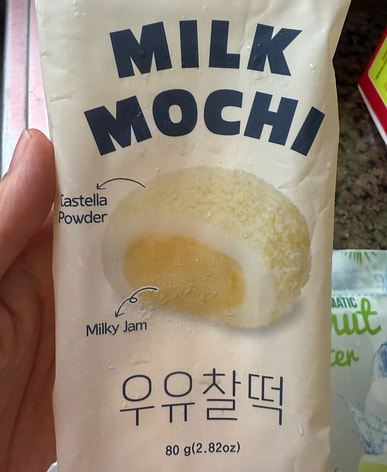 MILK
MOCHI
Castella
Powder
Milky Jam
우유찰떡
80 g(2.82oz)